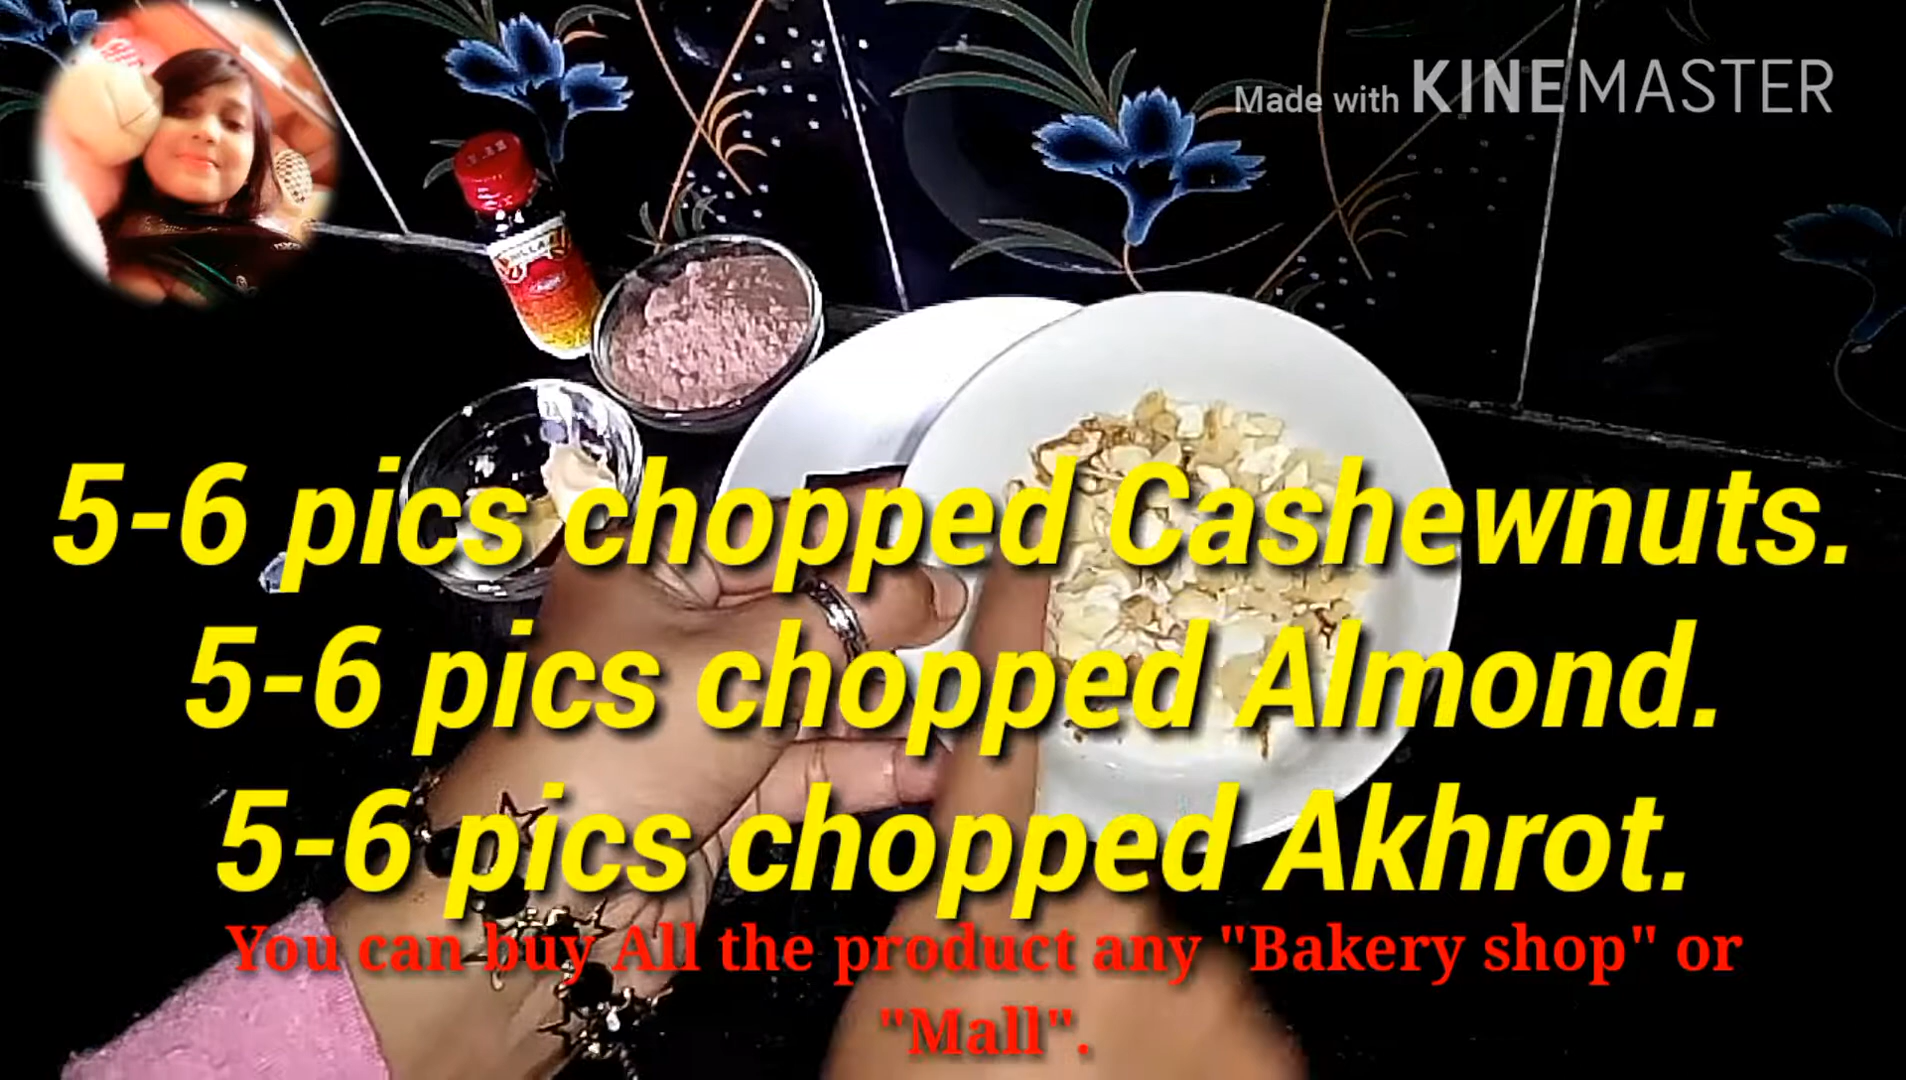 Made with KINEMASTER
5-6 pics chopped Cashewnuts.
5-6 pics chopped Almond.
5-6 pics chopped Akhrot.
You can buy All the product any "Bakery shop" or
"Mall".